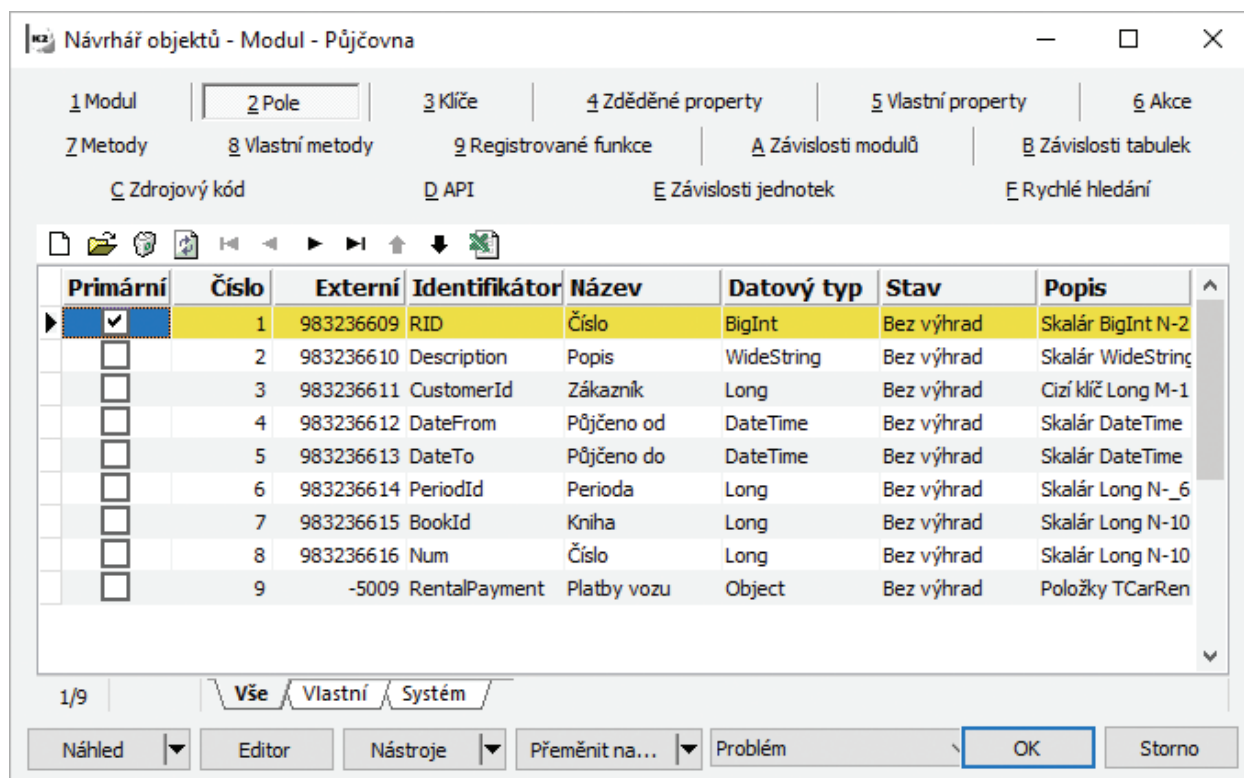 K2 Návrhář objektů - Modul - Půjčovna
1 Modul 2 Pole 3 Klíče 4 Zděděné property 5 Vlastní property 6 Akce
7 Metody 8 Vlastní metody 9 Registrované funkce A Závislosti modulů B Závislosti tabulek
C Zdrojový kód D API E Závislosti jednotek F Rychlé hledání
Primární Číslo Externí Identifikátor Název Datový typ Stav Popis
1 983236609 RID Číslo BigInt Bez výhrad Skalár BigInt N-2
2 983236610 Description Popis WideString Bez výhrad Skalár WideString
3 983236611 CustomerId Zákazník Long Bez výhrad Cizí klíč Long M-1
4 983236612 DateFrom Půjčeno od DateTime Bez výhrad Skalár DateTime
5 983236613 DateTo Půjčeno do DateTime Bez výhrad Skalár DateTime
6 983236614 PeriodId Perioda Long Bez výhrad Skalár Long N-_6
7 983236615 BookId Kniha Long Bez výhrad Skalár Long N-10
8 983236616 Num Číslo Long Bez výhrad Skalár Long N-10
9 -5009 RentalPayment Platby vozu Object Bez výhrad Položky TCarRen
1/9 Vše Vlastní Systém
Náhled Editor Nástroje Přeměnit na... Problém OK Storno